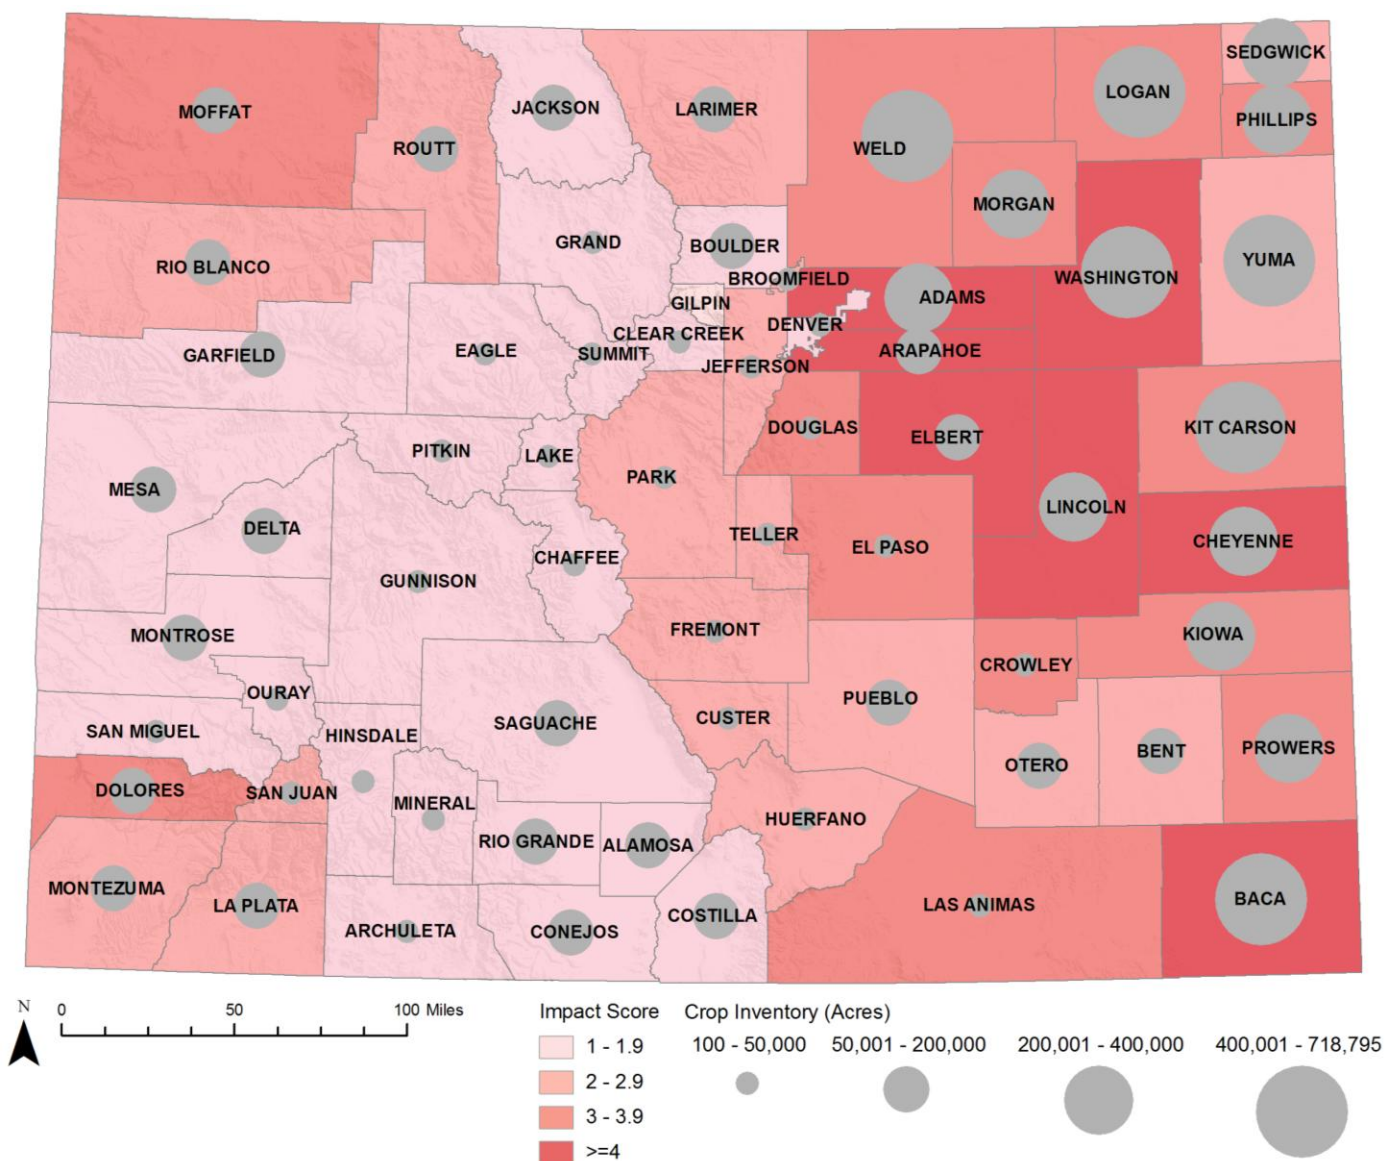 SEDGWICK
LOGAN
JACKSON
LARIMER
MOFFAT
PHILLIPS
ROUTT
WELD
MORGAN
GRAND
BOULDER
YUMA
RIO BLANCO
BROOMFIELD
WASHINGTON
GILPIN
ADAMS
DENVER
CLEAR CREEK
GARFIELD
EAGLE
SUMMIT
ARAPAHOE
JEFFERSON
DOUGLAS
KIT CARSON
ELBERT
PITKIN
LAKE
PARK
MESA
LINCOLN
DELTA
TELLER
CHEYENNE
EL PASO
CHAFFEE
GUNNISON
FREMONT
MONTROSE
KIOWA
CROWLEY
OURAY
PUEBLO
CUSTER
SAGUACHE
SAN MIGUEL
HINSDALE
BENT
PROWERS
OTERO
DOLORES
SAN JUAN
MINERAL
HUERFANO
RIO GRANDE
ALAMOSA
MONTEZUMA
BACA
LA PLATA
LAS ANIMAS
COSTILLA
ARCHULETA
CONEJOS
N
0 50 100 Miles
Impact Score
1 - 1.9
2 - 2.9
3 - 3.9
>=4
Crop Inventory (Acres)
100 - 50,000 50,001 - 200,000 200,001 - 400,000 400,001 - 718,795